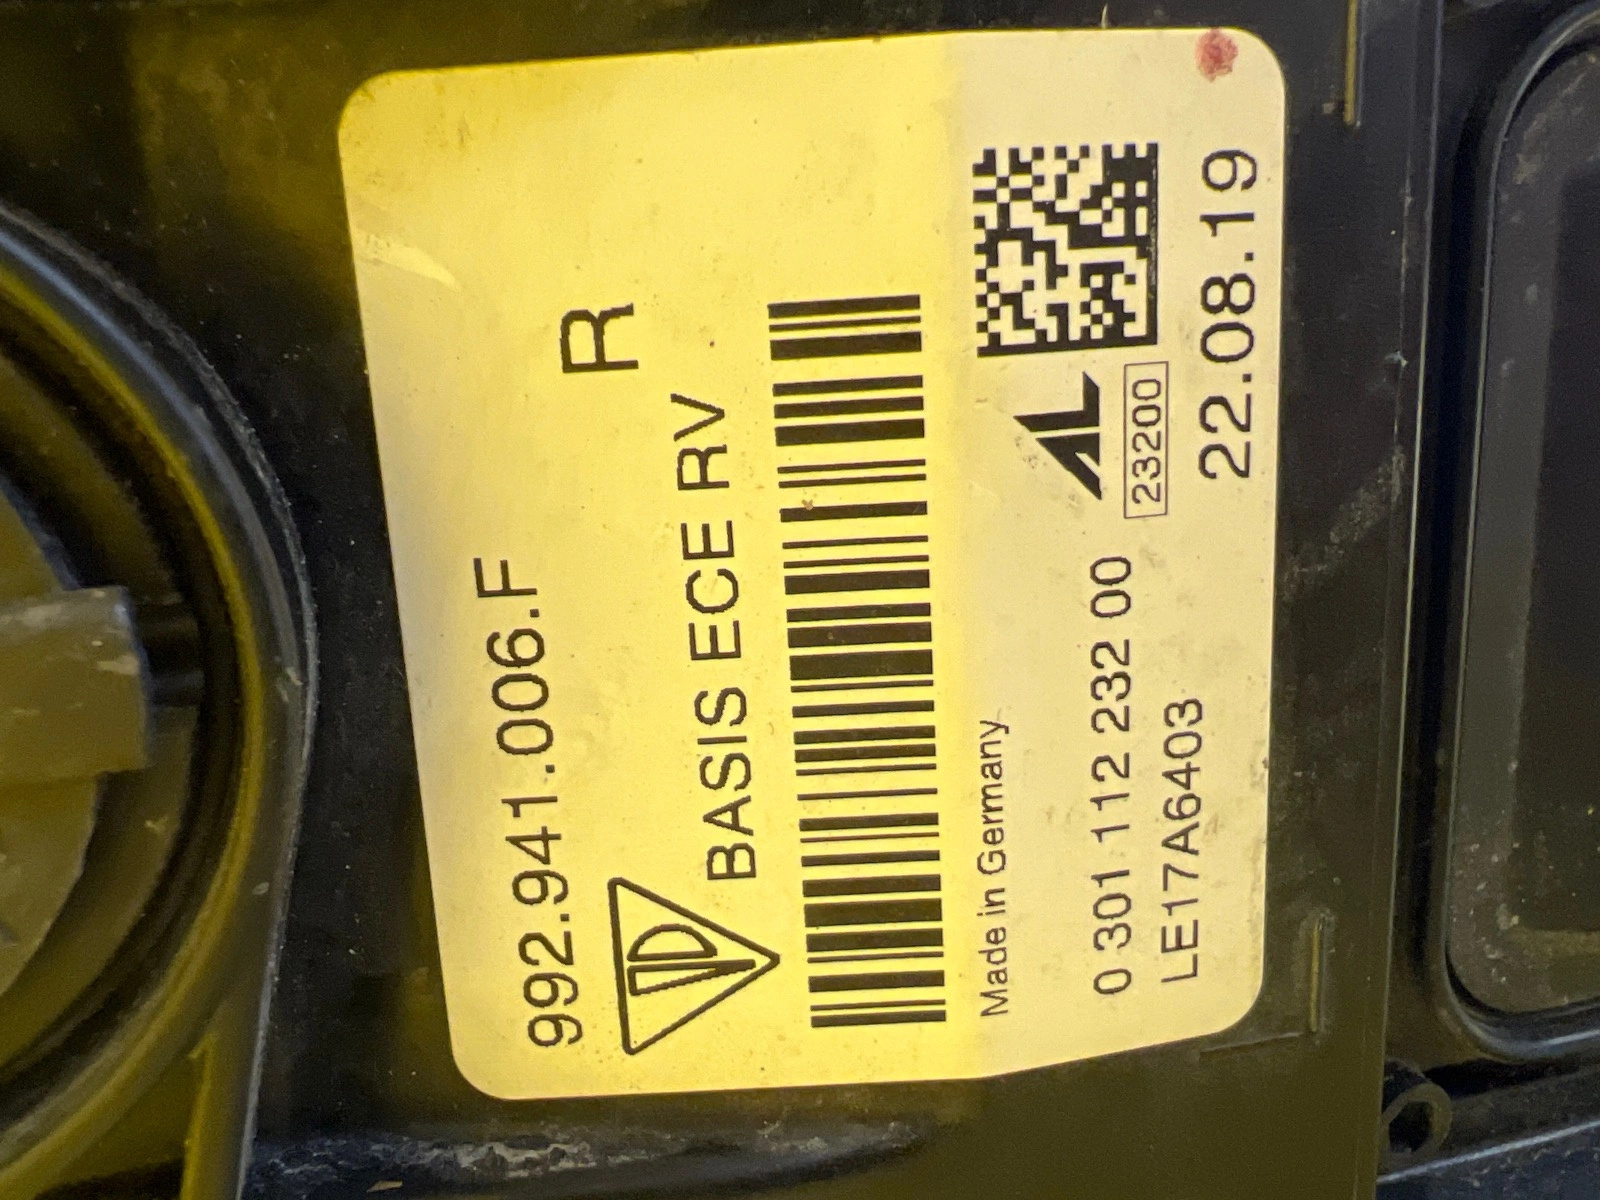 992.941.006.F
R
BASIS ECE RV
Made in Germany
0 301 112 232 00
AL
23200
LE17A6403
22.08.19